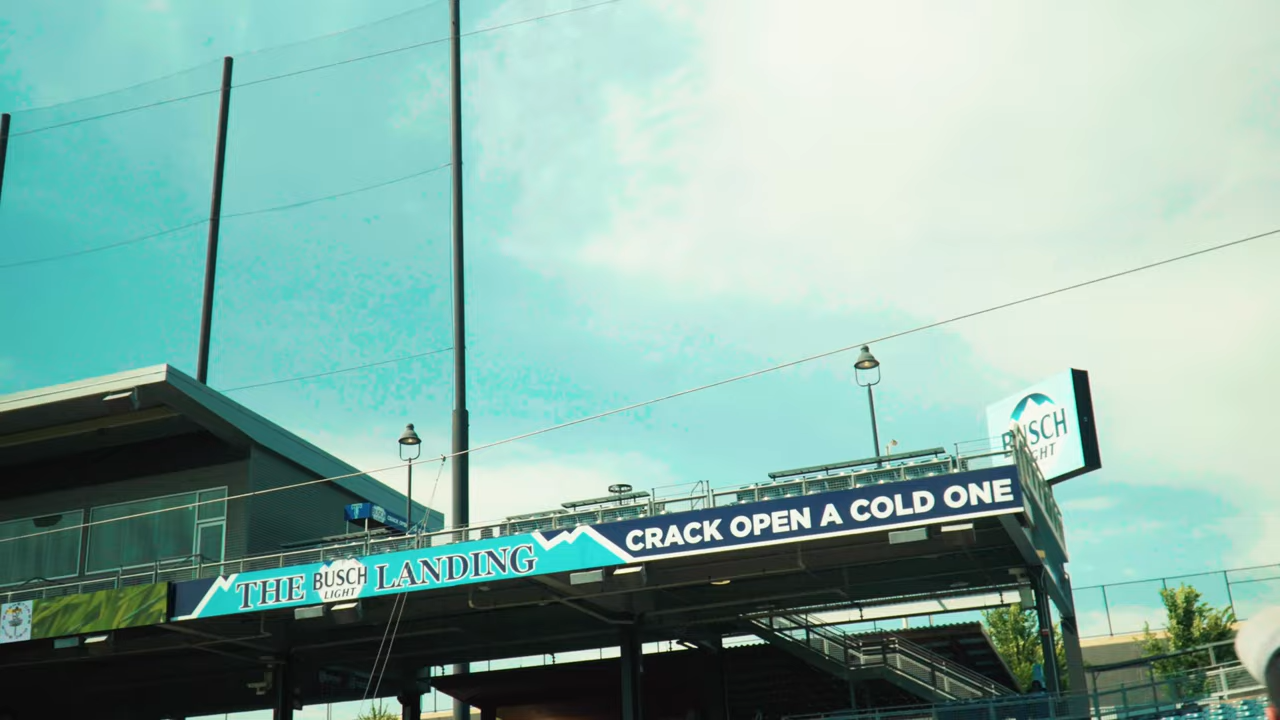 THE BUSCH LIGHT LANDING
CRACK OPEN A COLD ONE
BUSCH
LIGHT